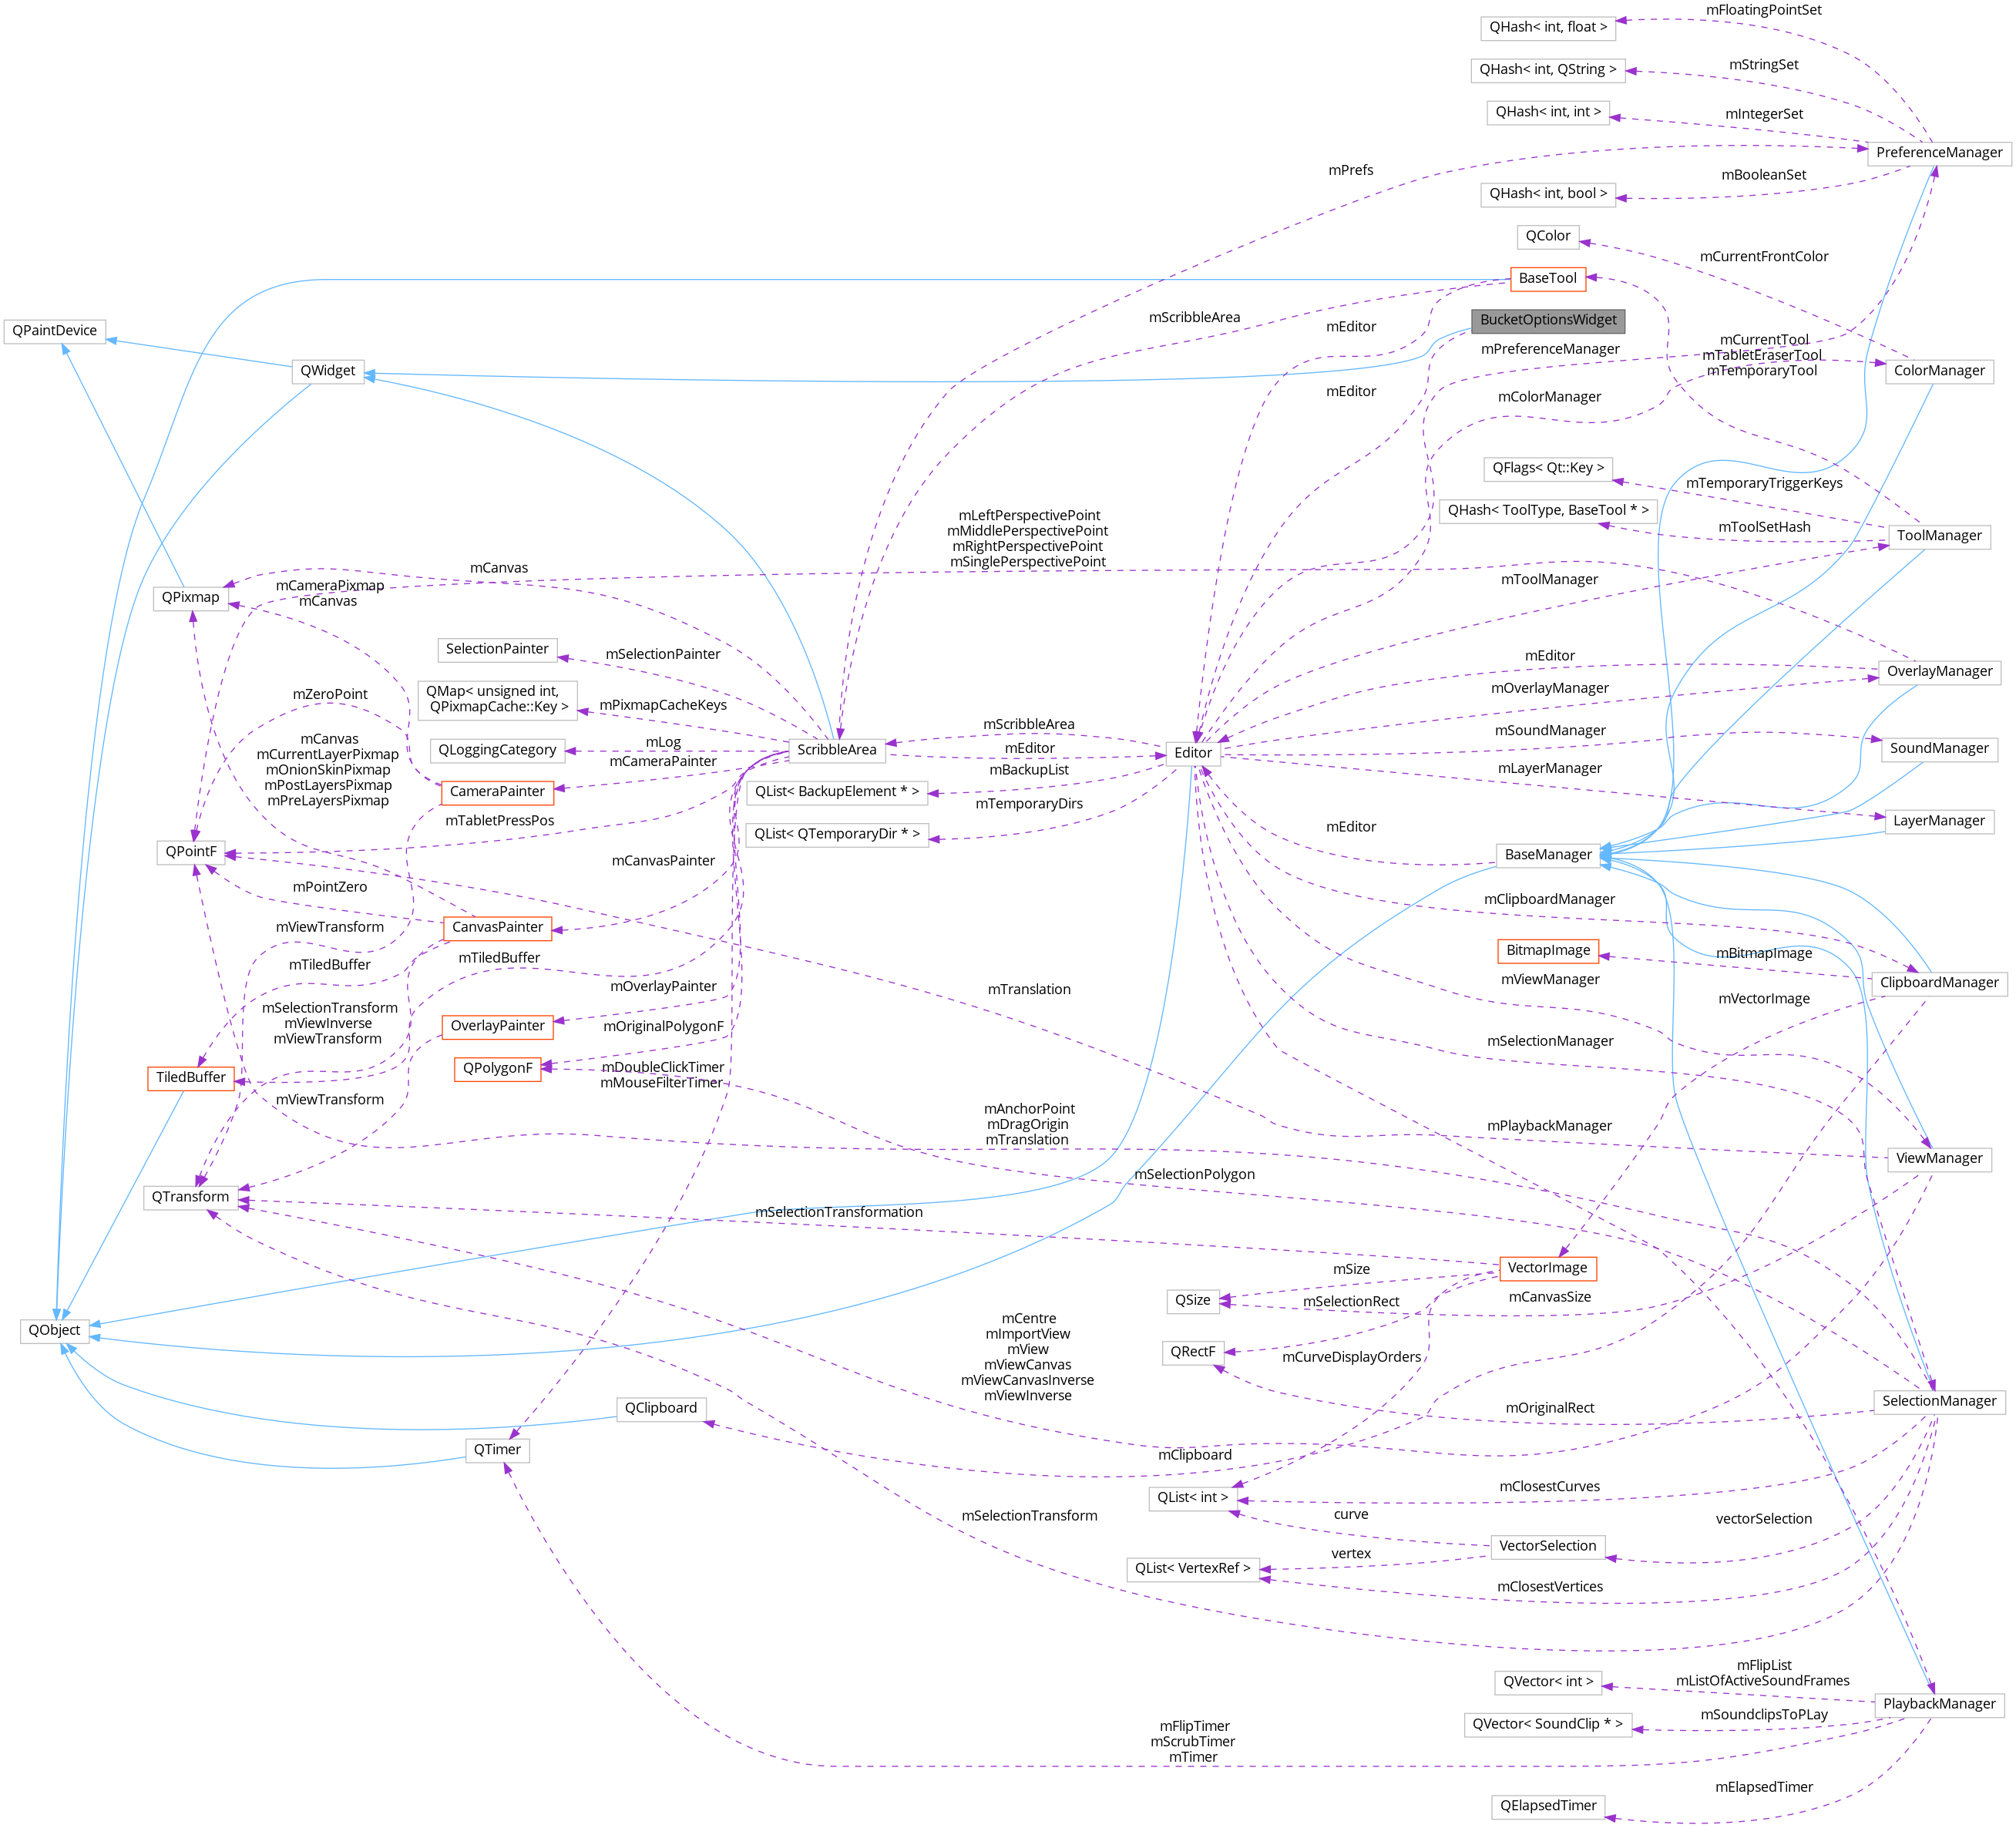 mFloatingPointSet
QHash< int, float >
mStringSet
QHash< int, QString >
mIntegerSet
QHash< int, int >
PreferenceManager
mPrefs
mBooleanSet
QHash< int, bool >
QColor
mCurrentFrontColor
BaseTool
mScribbleArea
mEditor
BucketOptionsWidget
QPaintDevice
mPreferenceManager
mCurrentTool
mTabletEraserTool
mTemporaryTool
QWidget
ColorManager
mEditor
mColorManager
QFlags< Qt::Key >
mTemporaryTriggerKeys
QHash< ToolType, BaseTool * >
mToolSetHash
ToolManager
mLeftPerspectivePoint
mMiddlePerspectivePoint
mRightPerspectivePoint
mSinglePerspectivePoint
mCanvas
mCameraPixmap
mCanvas
QPixmap
mToolManager
SelectionPainter
mSelectionPainter
mEditor
OverlayManager
mOverlayManager
QMap< unsigned int,
QPixmapCache::Key >
mPixmapCacheKeys
mZeroPoint
mScribbleArea
mSoundManager
SoundManager
QLoggingCategory
mLog
ScribbleArea
mEditor
Editor
mCanvas
mCurrentLayerPixmap
mOnionSkinPixmap
mPostLayersPixmap
mPreLayersPixmap
mCameraPainter
mBackupList
mLayerManager
CameraPainter
QList< BackupElement * >
mTemporaryDirs
LayerManager
mTabletPressPos
QList< QTemporaryDir * >
mEditor
QPointF
BaseManager
mCanvasPainter
mPointZero
mClipboardManager
CanvasPainter
mViewTransform
BitmapImage
mBitmapImage
mTiledBuffer
mTiledBuffer
mViewManager
ClipboardManager
mOverlayPainter
mTranslation
mVectorImage
mSelectionTransform
mViewInverse
mViewTransform
OverlayPainter
mOriginalPolygonF
mSelectionManager
TiledBuffer
QPolygonF
mDoubleClickTimer
mMouseFilterTimer
mViewTransform
mAnchorPoint
mDragOrigin
mTranslation
mPlaybackManager
ViewManager
mSelectionPolygon
QTransform
mSelectionTransformation
VectorImage
mSize
QSize
mSelectionRect
mCanvasSize
QObject
mCentre
mImportView
mView
mViewCanvas
mViewCanvasInverse
mViewInverse
QRectF
mCurveDisplayOrders
QClipboard
mOriginalRect
SelectionManager
QTimer
mClipboard
mClosestCurves
QList< int >
mSelectionTransform
curve
vectorSelection
VectorSelection
vertex
QList< VertexRef >
mClosestVertices
mFlipList
mListOfActiveSoundFrames
QVector< int >
PlaybackManager
mSoundclipsToPLay
QVector< SoundClip * >
mFlipTimer
mScrubTimer
mTimer
mElapsedTimer
QElapsedTimer